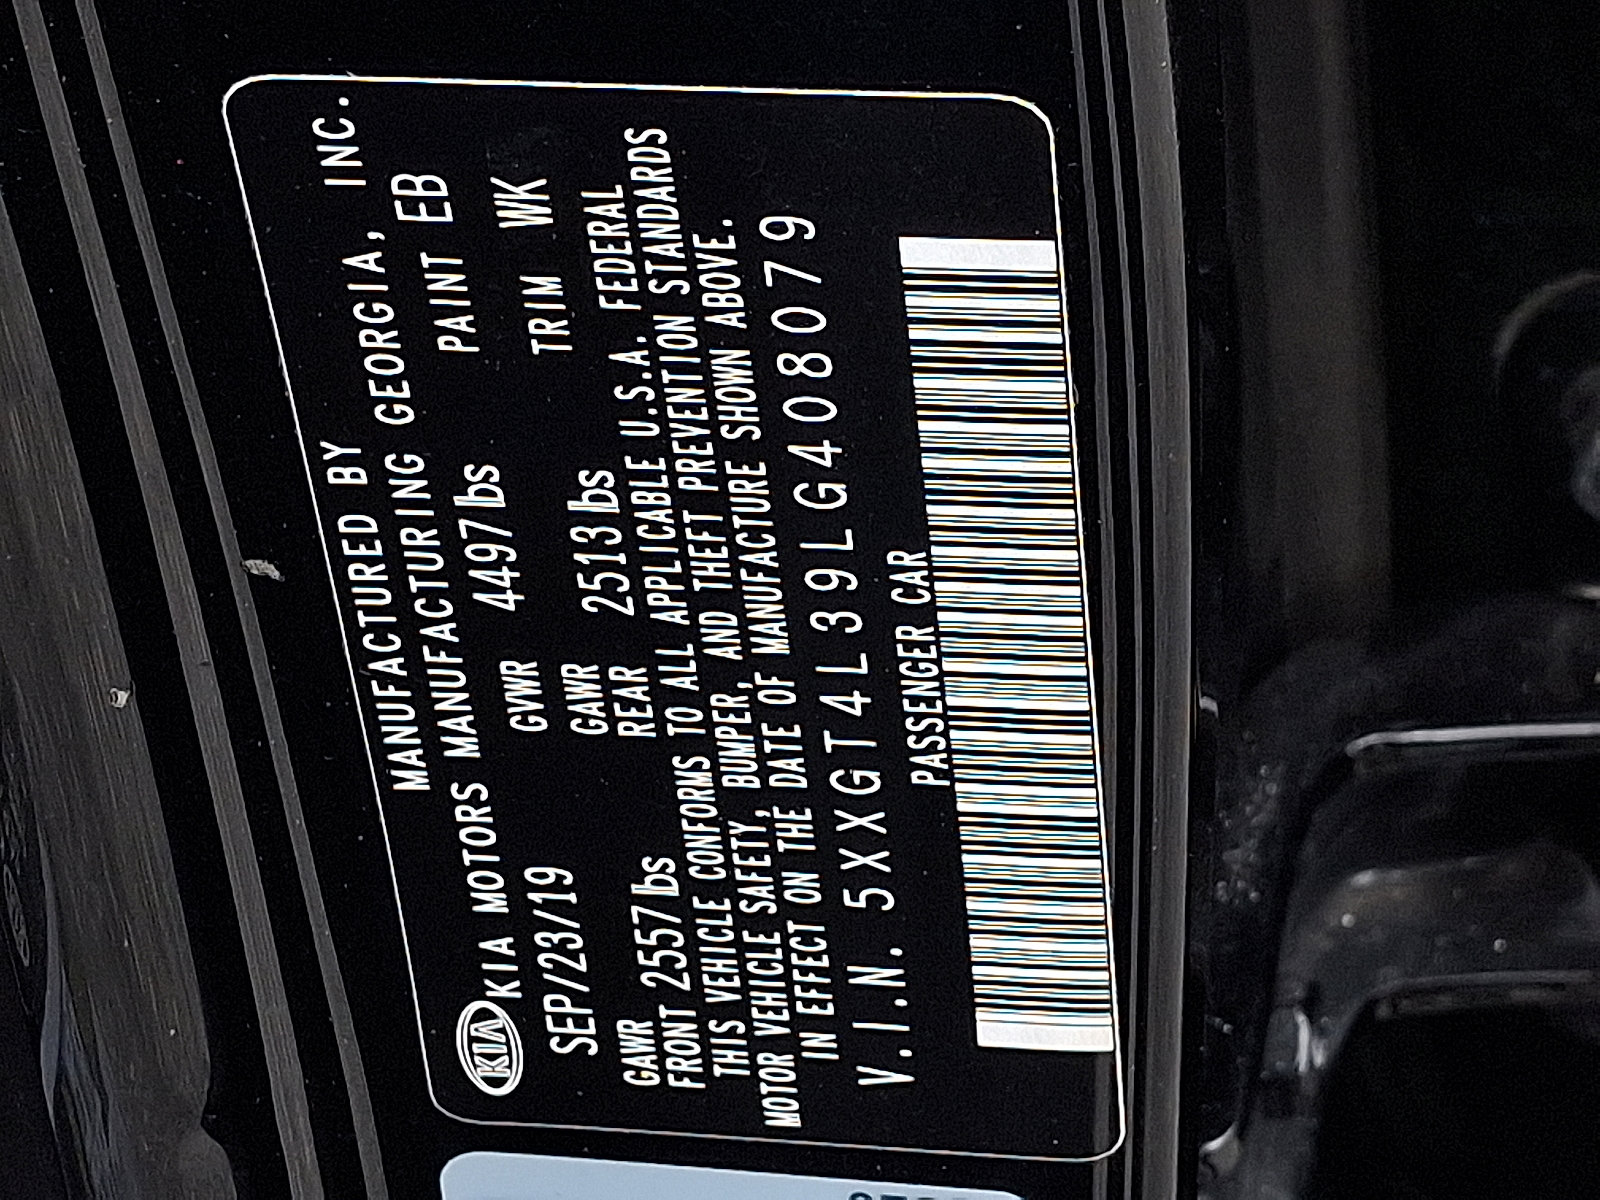 MANUFACTURED BY
KIA KIA MOTORS MANUFACTURING GEORGIA, INC.
SEP/23/19 GVWR 4497lbs PAINT EB
GAWR FRONT 2557lbs GAWR REAR 2513lbs TRIM WK
THIS VEHICLE CONFORMS TO ALL APPLICABLE U.S.A. FEDERAL
MOTOR VEHICLE SAFETY, BUMPER, AND THEFT PREVENTION STANDARDS
IN EFFECT ON THE DATE OF MANUFACTURE SHOWN ABOVE.
V.I.N. 5XXGT4L39LG408079
PASSENGER CAR